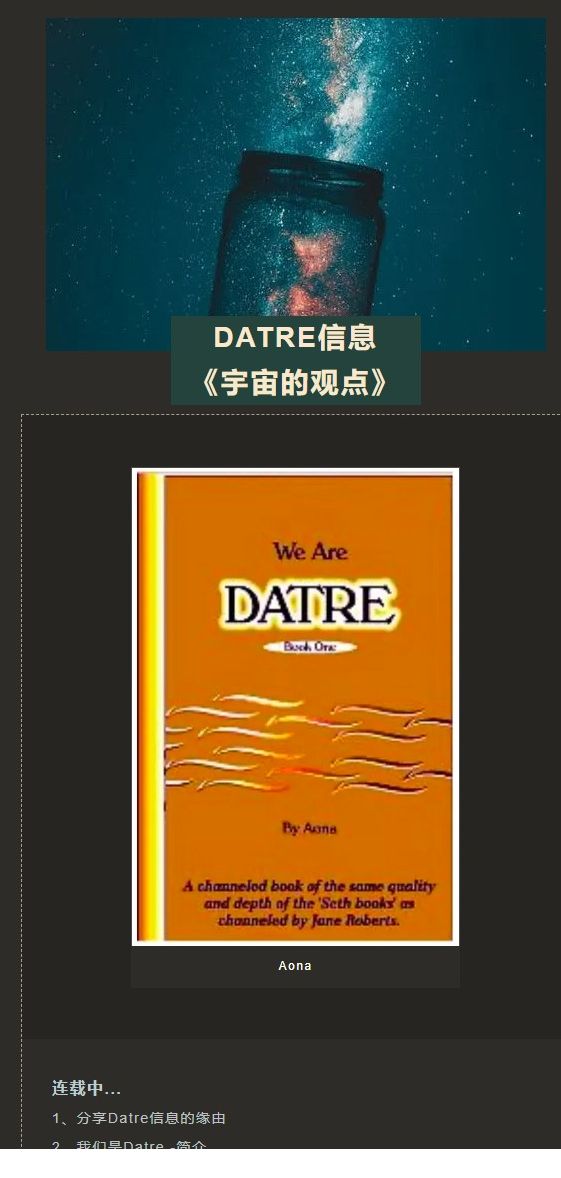 DATRE信息
《宇宙的观点》
We Are
DATRE
Book One
By Aona
A channeled book of the same quality
and depth of the 'Seth books' as
channeled by Jane Roberts.
Aona
连载中...
1、分享Datre信息的缘由
2、我们是Datre -简介